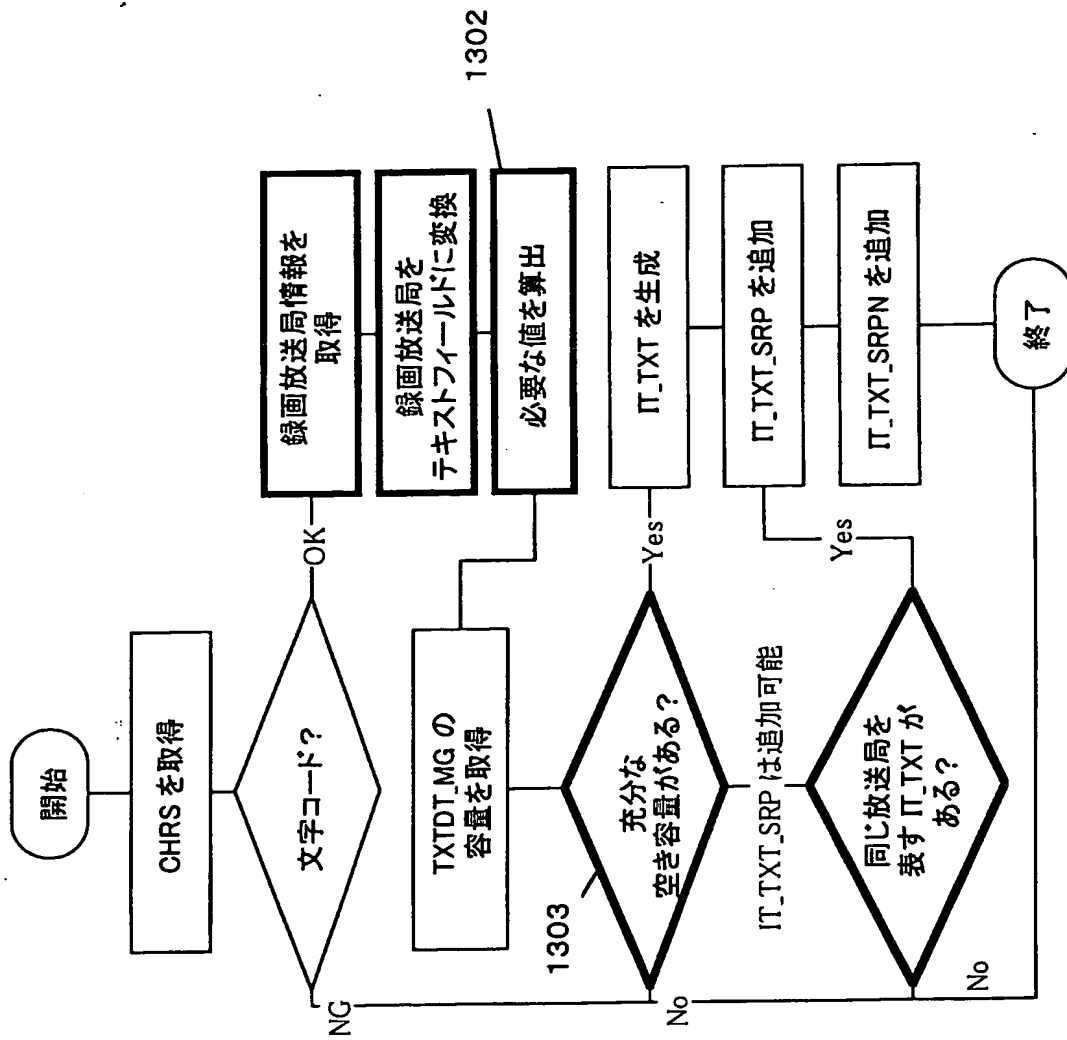 開始
CHRS を取得
文字コード?
OK
NG
録画放送局情報を
取得
録画放送局を
テキストフィールドに変換
必要な値を算出
1302
TXTDT_MG の
容量を取得
1303
充分な
空き容量がある?
Yes
No
IT_TXT を生成
IT_TXT_SRP は追加可能
IT_TXT_SRP を追加
同じ放送局を
表す IT_TXT が
ある?
Yes
No
IT_TXT_SRPN を追加
終了